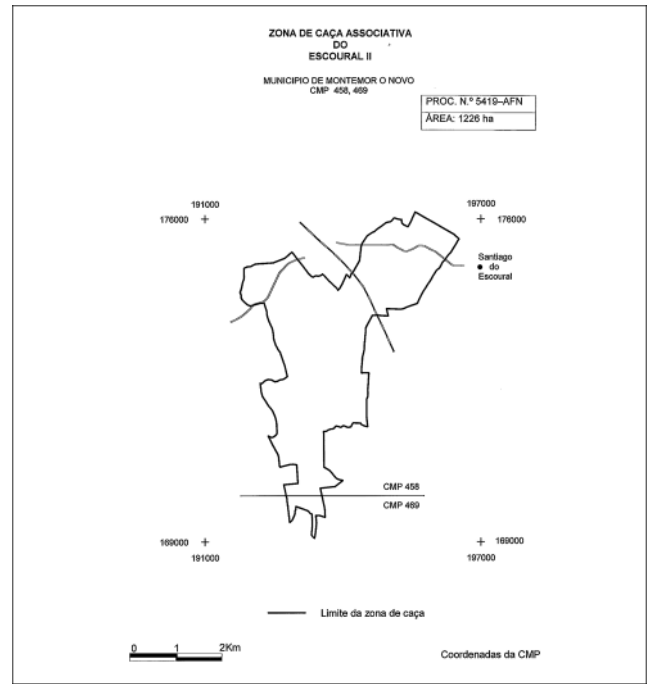 ZONA DE CAÇA ASSOCIATIVA
DO
ESCOURAL II
MUNICIPIO DE MONTEMOR O NOVO
CMP 458, 469
PROC. N.º 5419–AFN
ÁREA: 1226 ha
191000
197000
176000
176000
Santiago
do
Escoural
CMP 458
CMP 469
169000
169000
191000
197000
Limite da zona de caça
0 1 2Km
Coordenadas da CMP